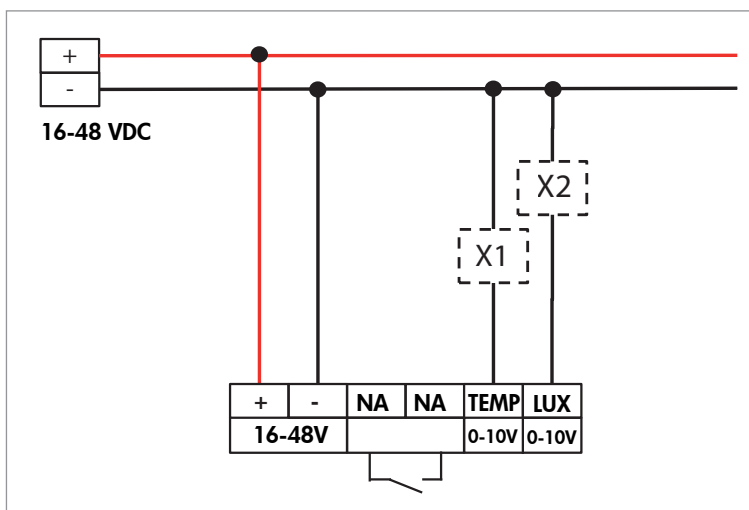 +
-
16-48 VDC
X2
X1
+ - NA NA TEMP LUX
16-48V 0-10V 0-10V